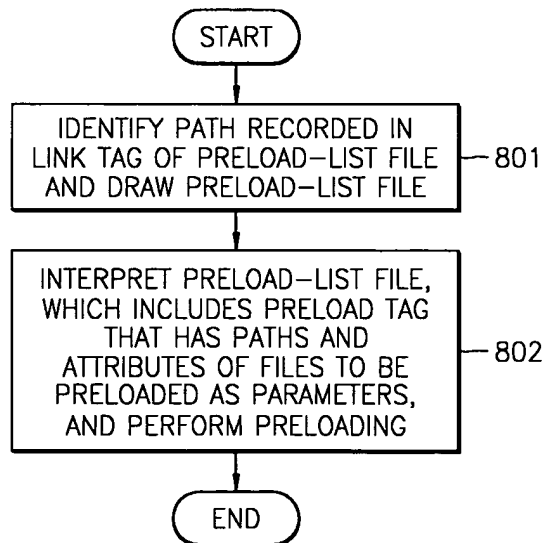 START
IDENTIFY PATH RECORDED IN
LINK TAG OF PRELOAD-LIST FILE
AND DRAW PRELOAD-LIST FILE
801
INTERPRET PRELOAD-LIST FILE,
WHICH INCLUDES PRELOAD TAG
THAT HAS PATHS AND
ATTRIBUTES OF FILES TO BE
PRELOADED AS PARAMETERS,
AND PERFORM PRELOADING
802
END